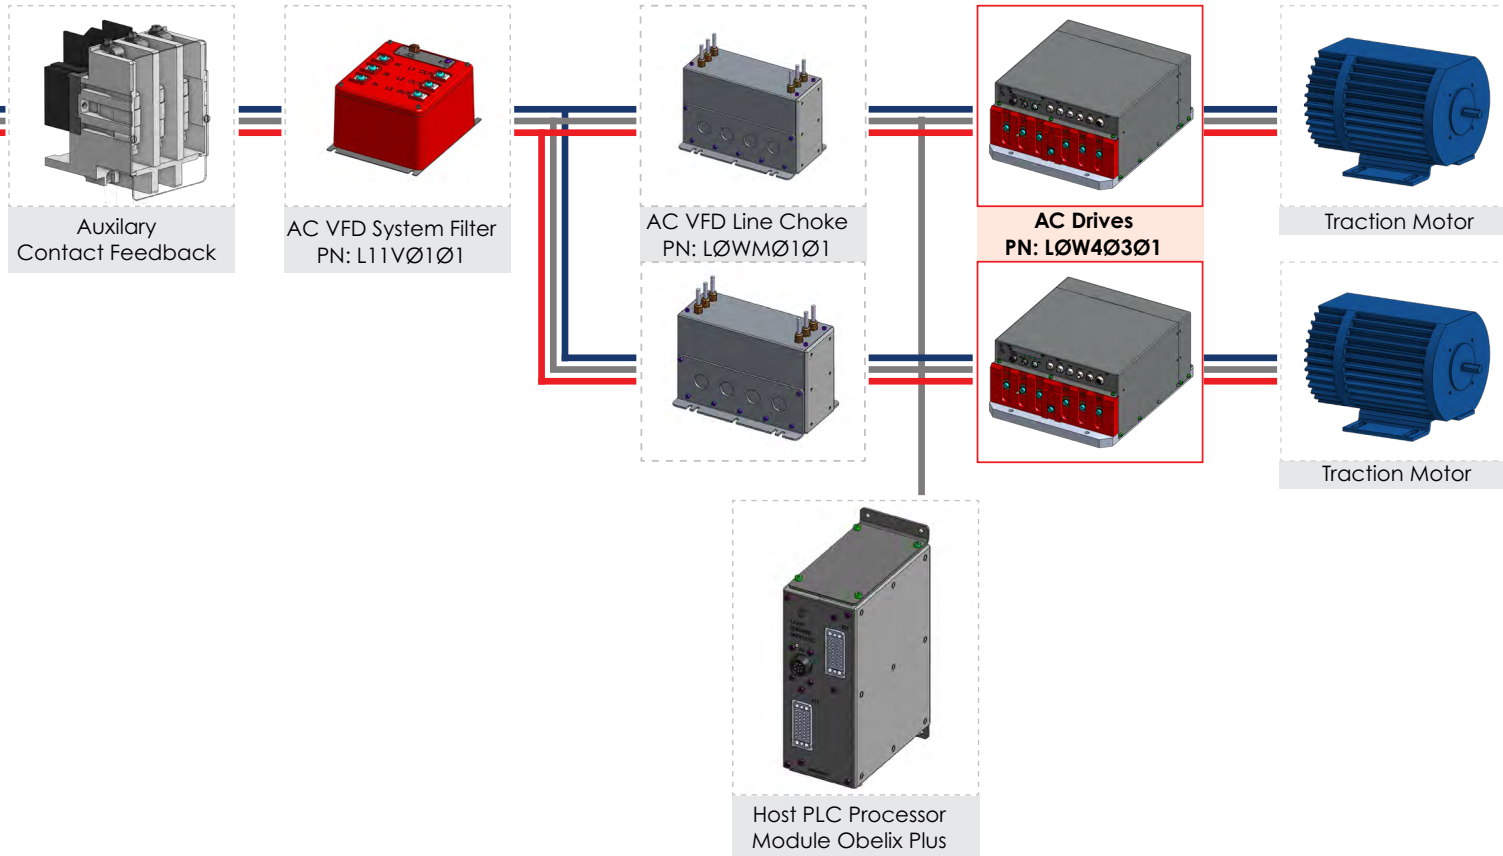 Auxilary
Contact Feedback
AC VFD System Filter
PN: L11VØ1Ø1
AC VFD Line Choke
PN: LØWMØ1Ø1
AC Drives
PN: LØW4Ø3Ø1
Traction Motor
Traction Motor
Host PLC Processor
Module Obelix Plus